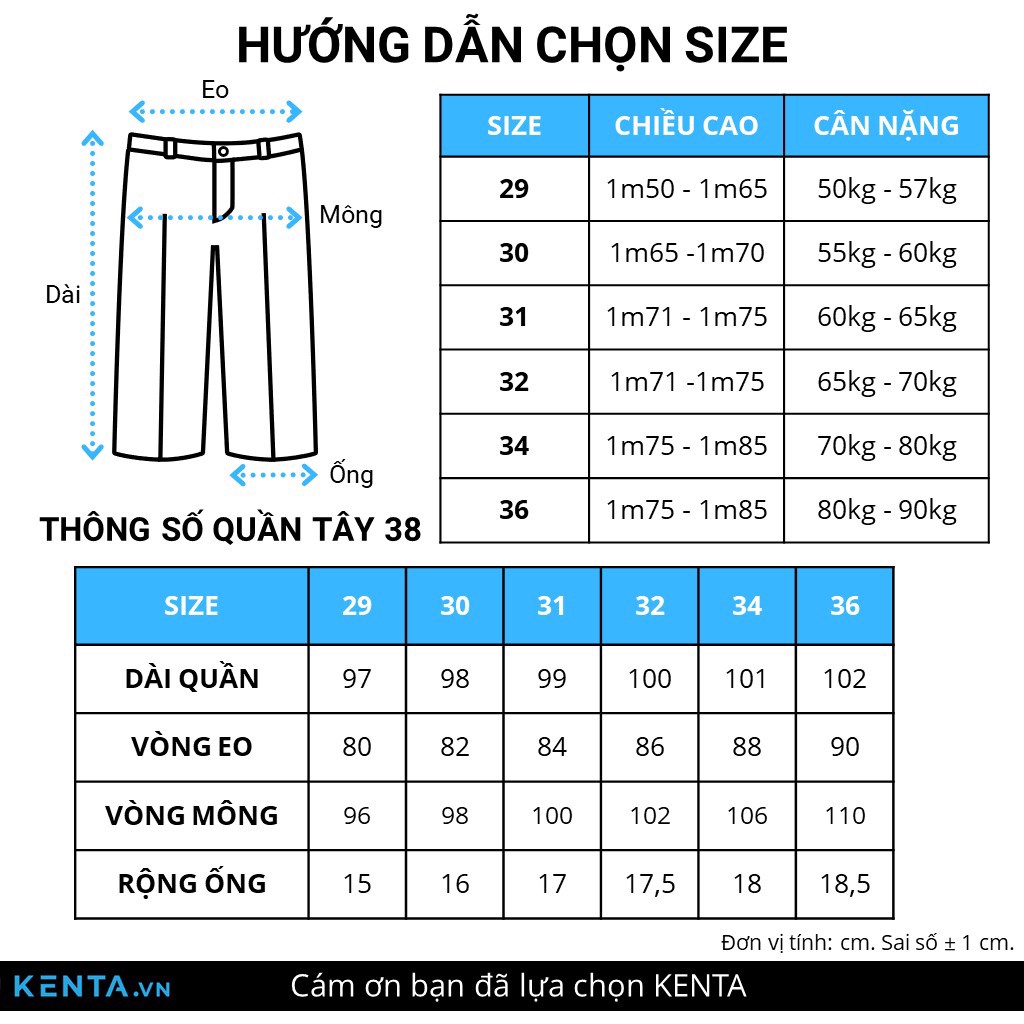 HƯỚNG DẪN CHỌN SIZE
Eo
Mông
Dài
Ống
SIZE CHIỀU CAO CÂN NẶNG
29 1m50 - 1m65 50kg - 57kg
30 1m65 -1m70 55kg - 60kg
31 1m71 - 1m75 60kg - 65kg
32 1m71 -1m75 65kg - 70kg
34 1m75 - 1m85 70kg - 80kg
36 1m75 - 1m85 80kg - 90kg
THÔNG SỐ QUẦN TÂY 38
SIZE 29 30 31 32 34 36
DÀI QUẦN 97 98 99 100 101 102
VÒNG EO 80 82 84 86 88 90
VÒNG MÔNG 96 98 100 102 106 110
RỘNG ỐNG 15 16 17 17,5 18 18,5
Đơn vị tính: cm. Sai số ± 1 cm.
KENTA.VN Cám ơn bạn đã lựa chọn KENTA